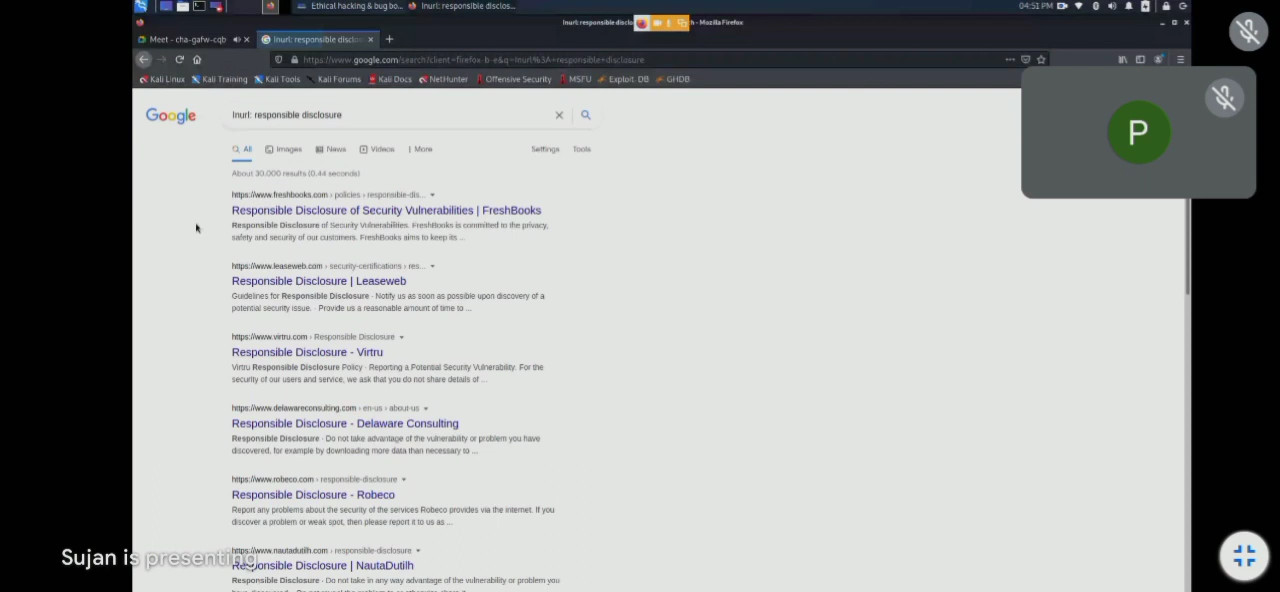 Ethical hacking & bug bo...
Inurl: responsible disclos...
04:51 PM
Inurl: responsible disclo
h - Mozilla Firefox
Meet - cha-gafw-cqb
Inurl: responsible disclo
https://www.google.com/search?client=firefox-b-e&q=Inurl%3A+responsible+disclosure
Kali Linux
Kali Training
Kali Tools
Kali Forums
Kali Docs
NetHunter
Offensive Security
MSFU
Exploit-DB
GHDB
P
Google
Inurl: responsible disclosure
All
Images
News
Videos
More
Settings
Tools
About 30,000 results (0.44 seconds)
https://www.freshbooks.com › policies › responsible-dis...
Responsible Disclosure of Security Vulnerabilities | FreshBooks
Responsible Disclosure of Security Vulnerabilities. FreshBooks is committed to the privacy,
safety and security of our customers. FreshBooks aims to keep its ...
https://www.leaseweb.com › security-certifications › res...
Responsible Disclosure | Leaseweb
Guidelines for Responsible Disclosure · Notify us as soon as possible upon discovery of a
potential security issue. · Provide us a reasonable amount of time to ...
https://www.virtru.com › Responsible Disclosure
Responsible Disclosure - Virtru
Virtru Responsible Disclosure Policy · Reporting a Potential Security Vulnerability. For the
security of our users and service, we ask that you do not share details of ...
https://www.delawareconsulting.com › en-us › about-us
Responsible Disclosure - Delaware Consulting
Responsible Disclosure · Do not take advantage of the vulnerability or problem you have
discovered, for example by downloading more data than necessary to ...
https://www.robeco.com › responsible-disclosure
Responsible Disclosure - Robeco
Report any problems about the security of the services Robeco provides via the internet. If you
discover a problem or weak spot, then please report it to us as ...
https://www.nautadutilh.com › responsible-disclosure
Sujan is presenting
Responsible Disclosure | NautaDutilh
Responsible Disclosure · Do not take in any way advantage of the vulnerability or problem you